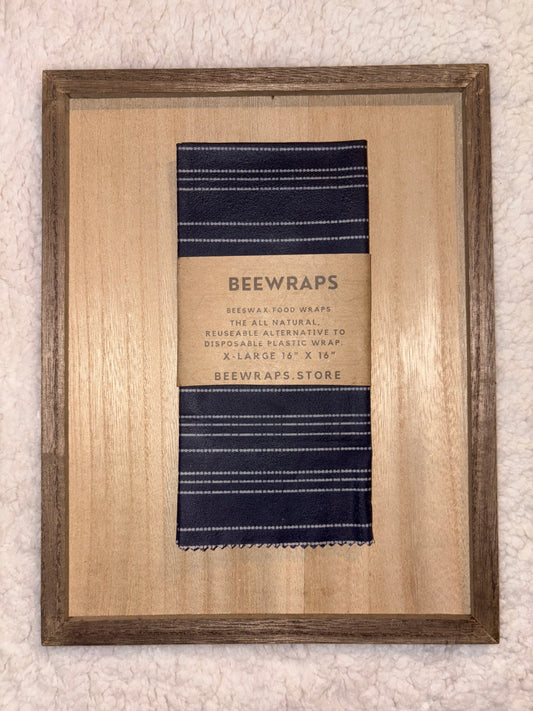 BEEWRAPS
BEESWAX FOOD WRAPS
THE ALL NATURAL,
REUSEABLE ALTERNATIVE TO
DISPOSABLE PLASTIC WRAP.
X-LARGE 16" X 16"
BEEWRAPS.STORE